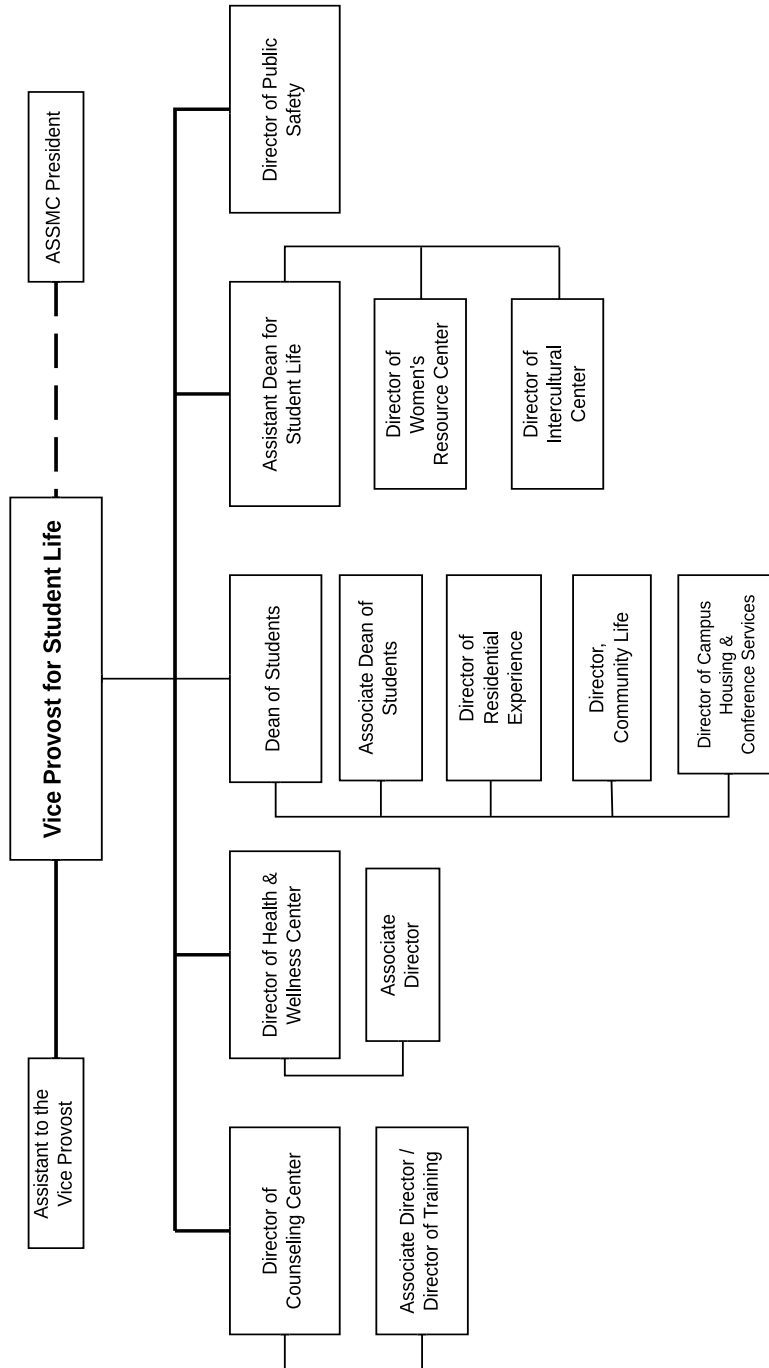 Vice Provost for Student Life
Assistant to the
Vice Provost
ASSMC President
Director of
Counseling Center
Director of Health &
Wellness Center
Dean of Students
Assistant Dean for
Student Life
Director of Public
Safety
Associate Director /
Director of Training
Associate
Director
Associate Dean of
Students
Director of
Residential
Experience
Director,
Community Life
Director of Campus
Housing &
Conference Services
Director of
Women's
Resource Center
Director of
Intercultural
Center